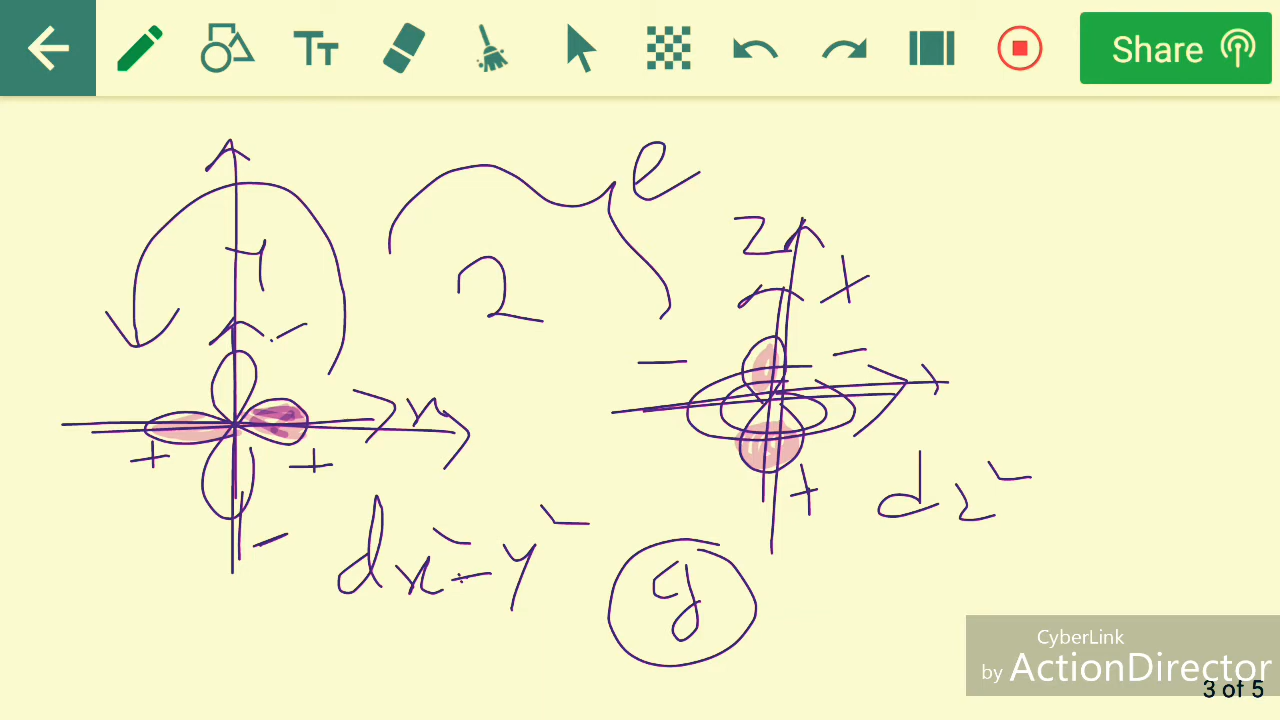 Share
e
y
2
z
+
-
-
-
x
+
+
+
-
dx²-y²
dz²
g
CyberLink
by ActionDirector
3 of 5